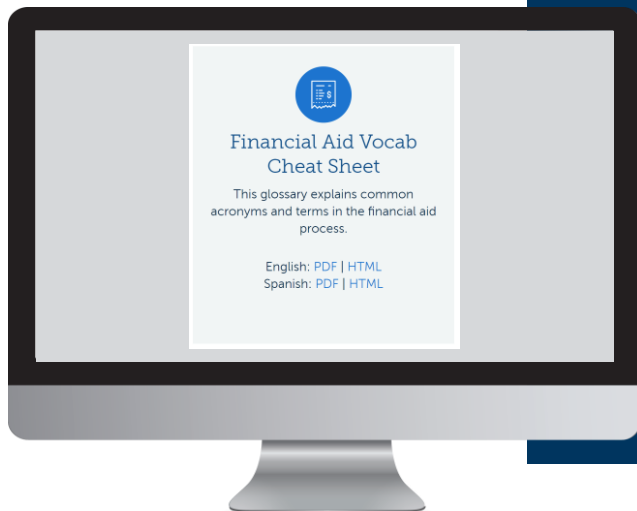 Financial Aid Vocab
Cheat Sheet
This glossary explains common
acronyms and terms in the financial aid
process.
English: PDF | HTML
Spanish: PDF | HTML